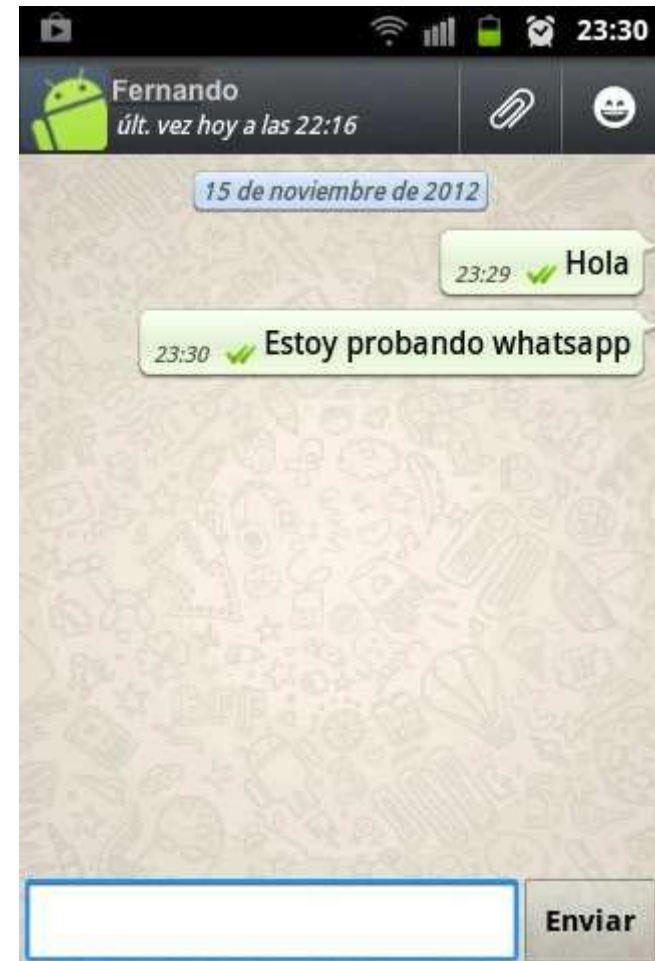 23:30
Fernando
últ. vez hoy a las 22:16
15 de noviembre de 2012
23:29 Hola
23:30 Estoy probando whatsapp
Enviar